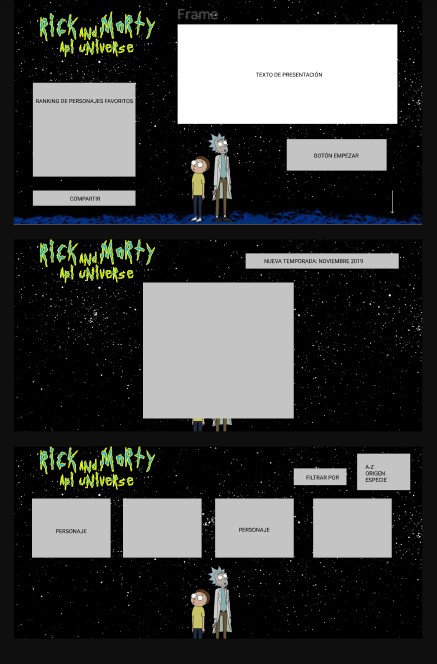 Frame
RICK AND MORTY
API UNIVERSE
TEXTO DE PRESENTACIÓN
RANKING DE PERSONAJES FAVORITOS
BOTÓN EMPEZAR
COMPARTIR
RICK AND MORTY
API UNIVERSE
NUEVA TEMPORADA: NOVIEMBRE 2019
RICK AND MORTY
API UNIVERSE
FILTRAR POR
A-Z
ORIGEN
ESPECIE
PERSONAJE
PERSONAJE